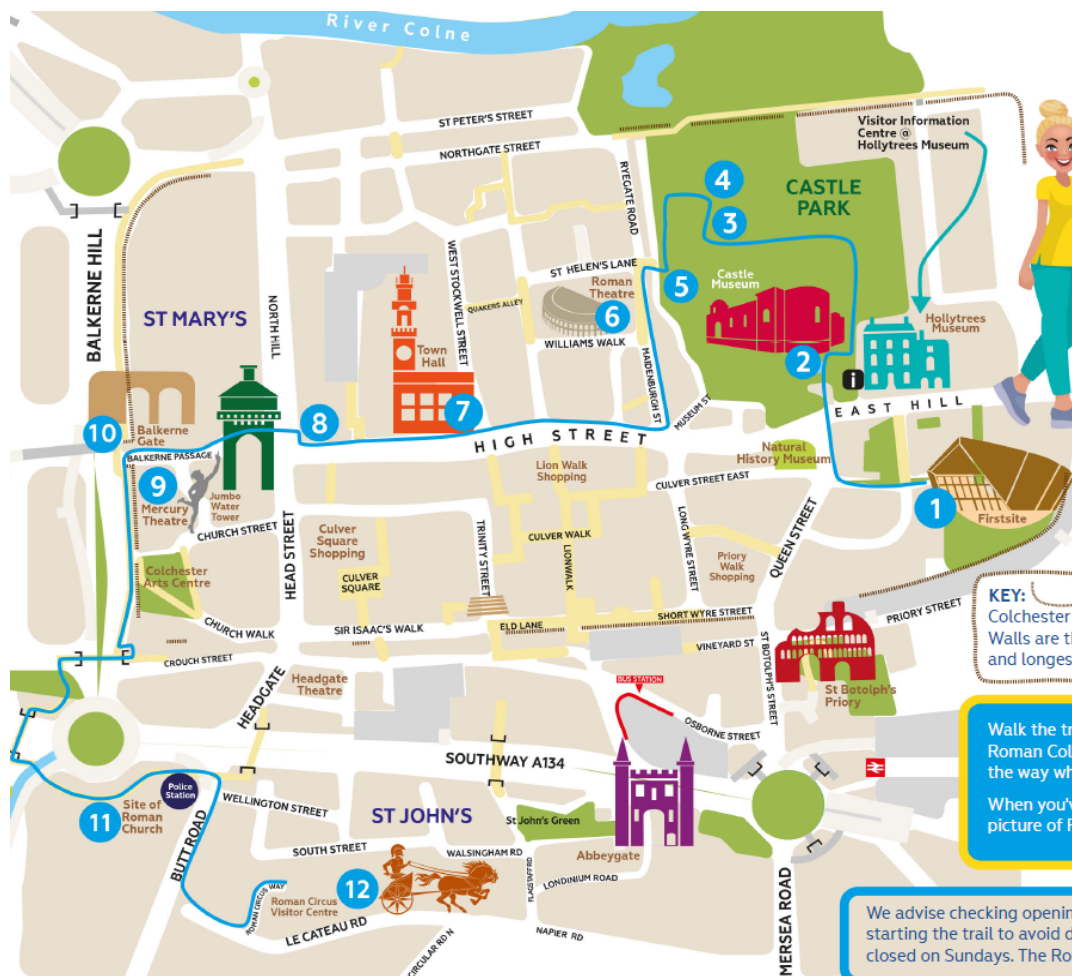 River Colne
ST PETER'S STREET
NORTHGATE STREET
Visitor Information
Centre @
Hollytrees Museum
RYEGATE ROAD
4
CASTLE
PARK
3
BALKERNE HILL
ST MARY'S
NORTH HILL
WEST STOCKWELL STREET
ST HELEN'S LANE
Roman
Theatre
5
Castle
Museum
QUAKERS ALLEY
6
Hollytrees
Museum
Town
Hall
WILLIAMS WALK
MAIDENBURGH ST
2
i
7
8
MUSEUM ST
EAST HILL
10
Balkerne
Gate
HIGH STREET
BALKERNE PASSAGE
Natural
History Museum
Lion Walk
Shopping
9
Mercury
Theatre
Jumbo
Water
Tower
CULVER STREET EAST
1
Firstsite
CHURCH STREET
HEAD STREET
Culver
Square
Shopping
TRINITY STREET
CULVER WALK
LIONWALK
LONG WYRE STREET
QUEEN STREET
Priory
Walk
Shopping
Colchester
Arts Centre
CULVER
SQUARE
CHURCH WALK
SIR ISAAC'S WALK
ELD LANE
SHORT WYRE STREET
PRIORY STREET
KEY:
Colchester
Walls are th
and longes
CROUCH STREET
VINEYARD ST
ST BOTOLPH'S STREET
St Botolph's
Priory
Headgate
Theatre
HEADGATE
BUS STATION
OSBORNE STREET
SOUTHWAY A134
Walk the tr
Roman Col
the way wh
When you'v
picture of F
Police
Station
11
Site of
Roman
Church
WELLINGTON STREET
ST JOHN'S
St John's Green
BUTT ROAD
SOUTH STREET
WALSINGHAM RD
Abbeygate
12
Roman Circus
Visitor Centre
ROMAN CIRCUS WAY
FLAGSTAFF RD
LONDINIUM ROAD
LE CATEAU RD
CIRCULAR RD N
NAPIER RD
MERSEA ROAD
We advise checking openin
starting the trail to avoid d
closed on Sundays. The Ro